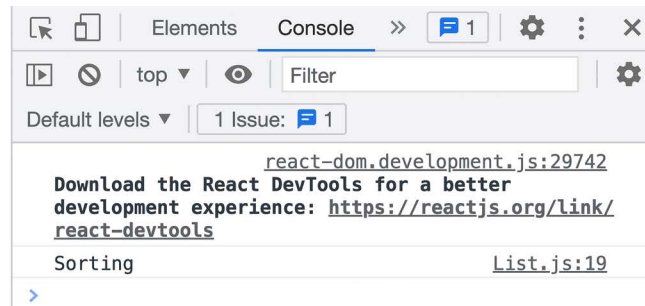 Elements Console » 1
top ▼ Filter
Default levels ▼ 1 Issue: 1
react-dom.development.js:29742
Download the React DevTools for a better
development experience: https://reactjs.org/link/
react-devtools
Sorting List.js:19
>